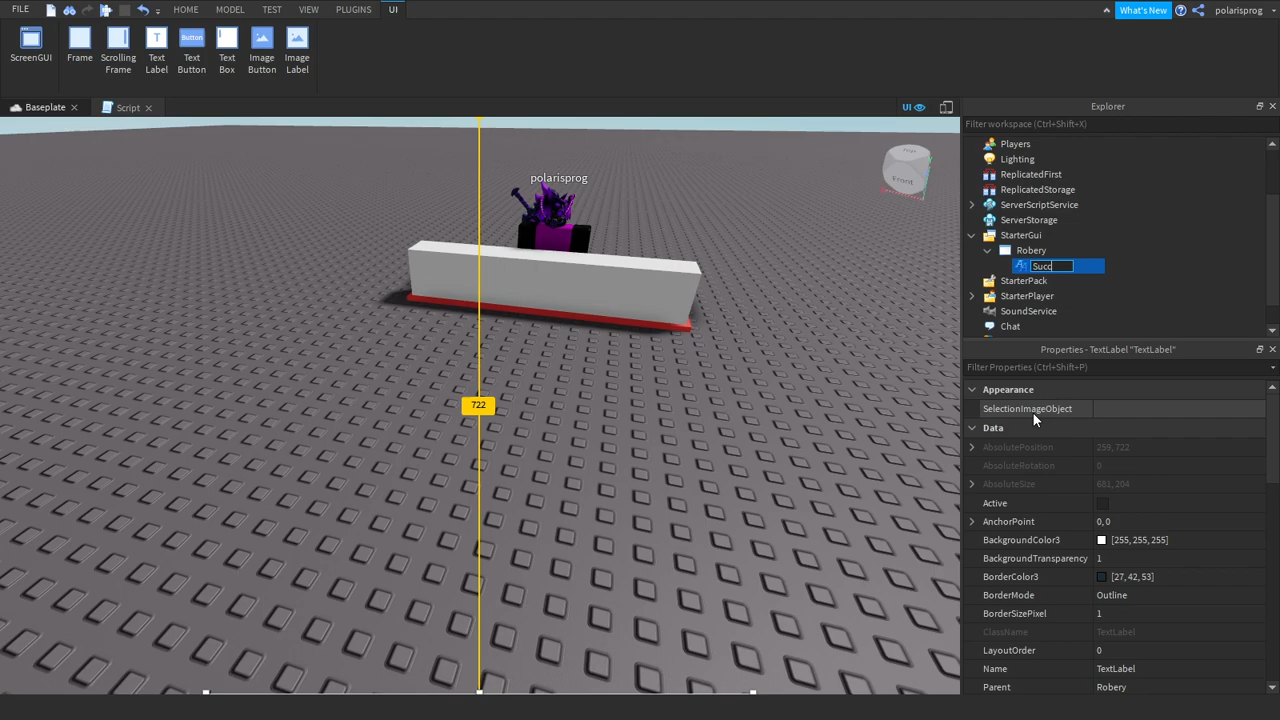 FILE HOME MODEL TEST VIEW PLUGINS UI What's New polarisprog
ScreenGUI Frame Scrolling Frame Text Label Button Text Button Text Box Image Button Image Label
Baseplate Script UI
Explorer
Filter workspace (Ctrl+Shift+X)
Players
Lighting
ReplicatedFirst
ReplicatedStorage
ServerScriptService
ServerStorage
StarterGui
Robery
Succ
StarterPack
StarterPlayer
SoundService
Chat
polarisprog
Front
722
Properties - TextLabel "TextLabel"
Filter Properties (Ctrl+Shift+P)
Appearance
SelectionImageObject
Data
AbsolutePosition 259, 722
AbsoluteRotation 0
AbsoluteSize 681, 204
Active
AnchorPoint 0, 0
BackgroundColor3 [255, 255, 255]
BackgroundTransparency 1
BorderColor3 [27, 42, 53]
BorderMode Outline
BorderSizePixel 1
ClassName TextLabel
LayoutOrder 0
Name TextLabel
Parent Robery